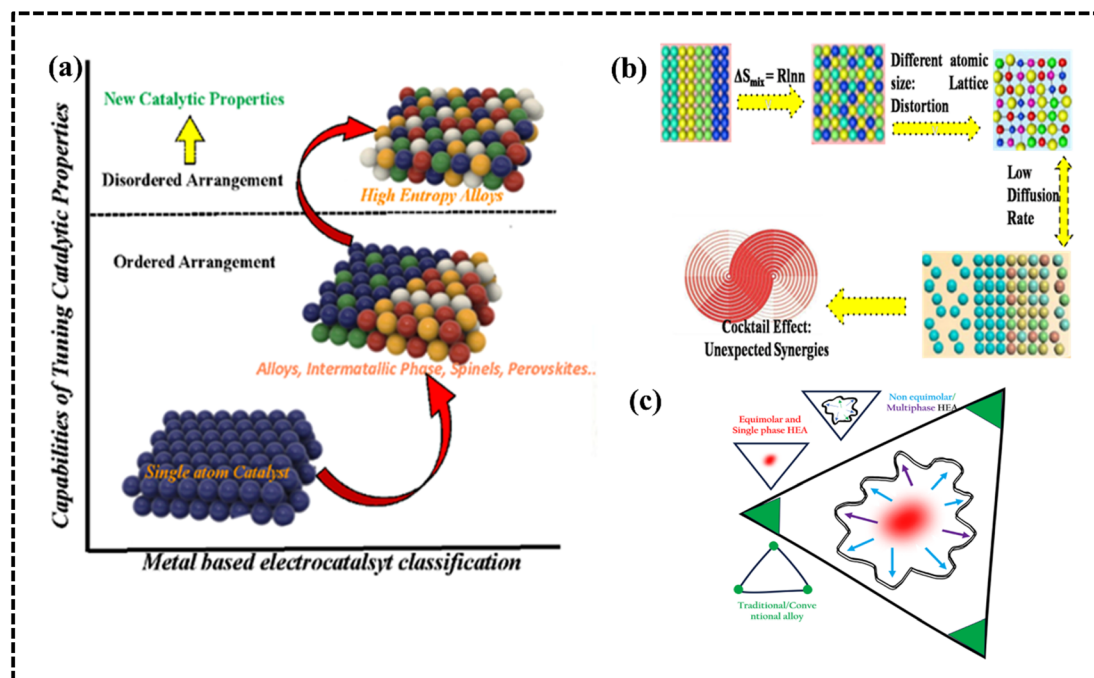 (a)
Capabilities of Tuning Catalytic Properties
New Catalytic Properties
Disordered Arrangement
High Entropy Alloys
Ordered Arrangement
Alloys, Intermatallic Phase, Spinels, Perovskites..
Single atom Catalyst
Metal based electrocatalsyt classification
(b)
ΔSmix = Rlnn
Different atomic
size: Lattice
Distortion
Low
Diffusion
Rate
Cocktail Effect:
Unexpected Synergies
(c)
Equimolar and
Single phase HEA
Non equimolar/
Multiphase HEA
Traditional/Conve
ntional alloy